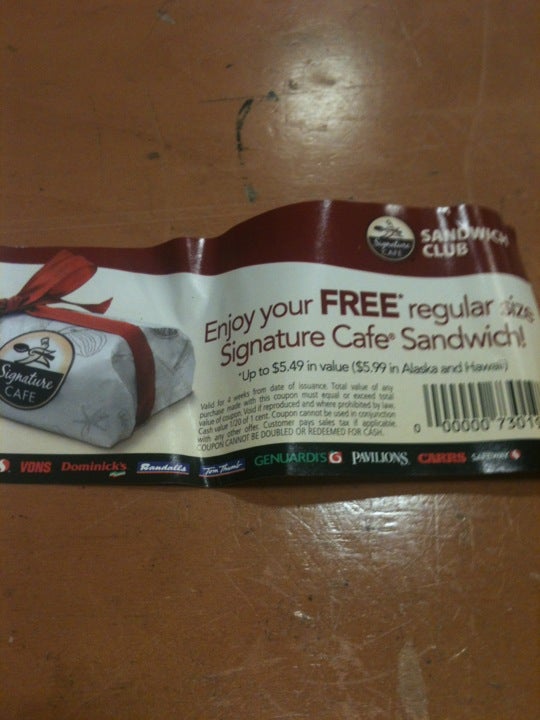 Signature
CAFE
SANDWICH
CLUB
Enjoy your FREE* regular size
Signature Cafe® Sandwich!
*Up to $5.49 in value ($5.99 in Alaska and Hawaii)
Valid for 4 weeks from date of issuance. Total value of any
purchase made with this coupon must equal or exceed total
value of coupon. Void if reproduced and where prohibited by law.
Cash value 1/20 of 1 cent. Coupon cannot be used in conjunction
with any other offer. Customer pays sales tax if applicable.
COUPON CANNOT BE DOUBLED OR REDEEMED FOR CASH.
0 00000 7301
Signature
CAFE
VONS Dominick's Randalls Tom Thumb GENUARDI'S PAVILIONS CARRS SAFEWAY